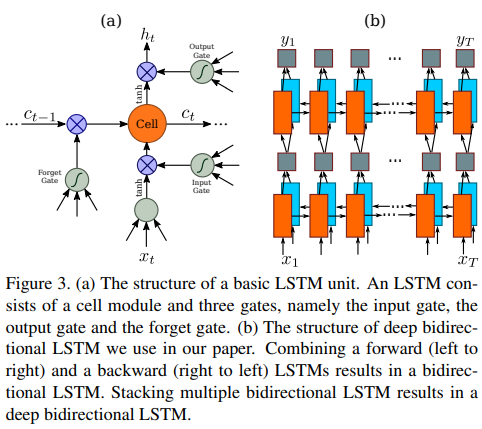 (a)
(b)
h_t
Output
Gate
tanh
c_{t-1}
Cell
c_t
...
...
Forget
Gate
tanh
Input
Gate
x_t
y_1
y_T
...
...
...
...
x_1
x_T
Figure 3. (a) The structure of a basic LSTM unit. An LSTM con-
sists of a cell module and three gates, namely the input gate, the
output gate and the forget gate. (b) The structure of deep bidirec-
tional LSTM we use in our paper. Combining a forward (left to
right) and a backward (right to left) LSTMs results in a bidirec-
tional LSTM. Stacking multiple bidirectional LSTM results in a
deep bidirectional LSTM.